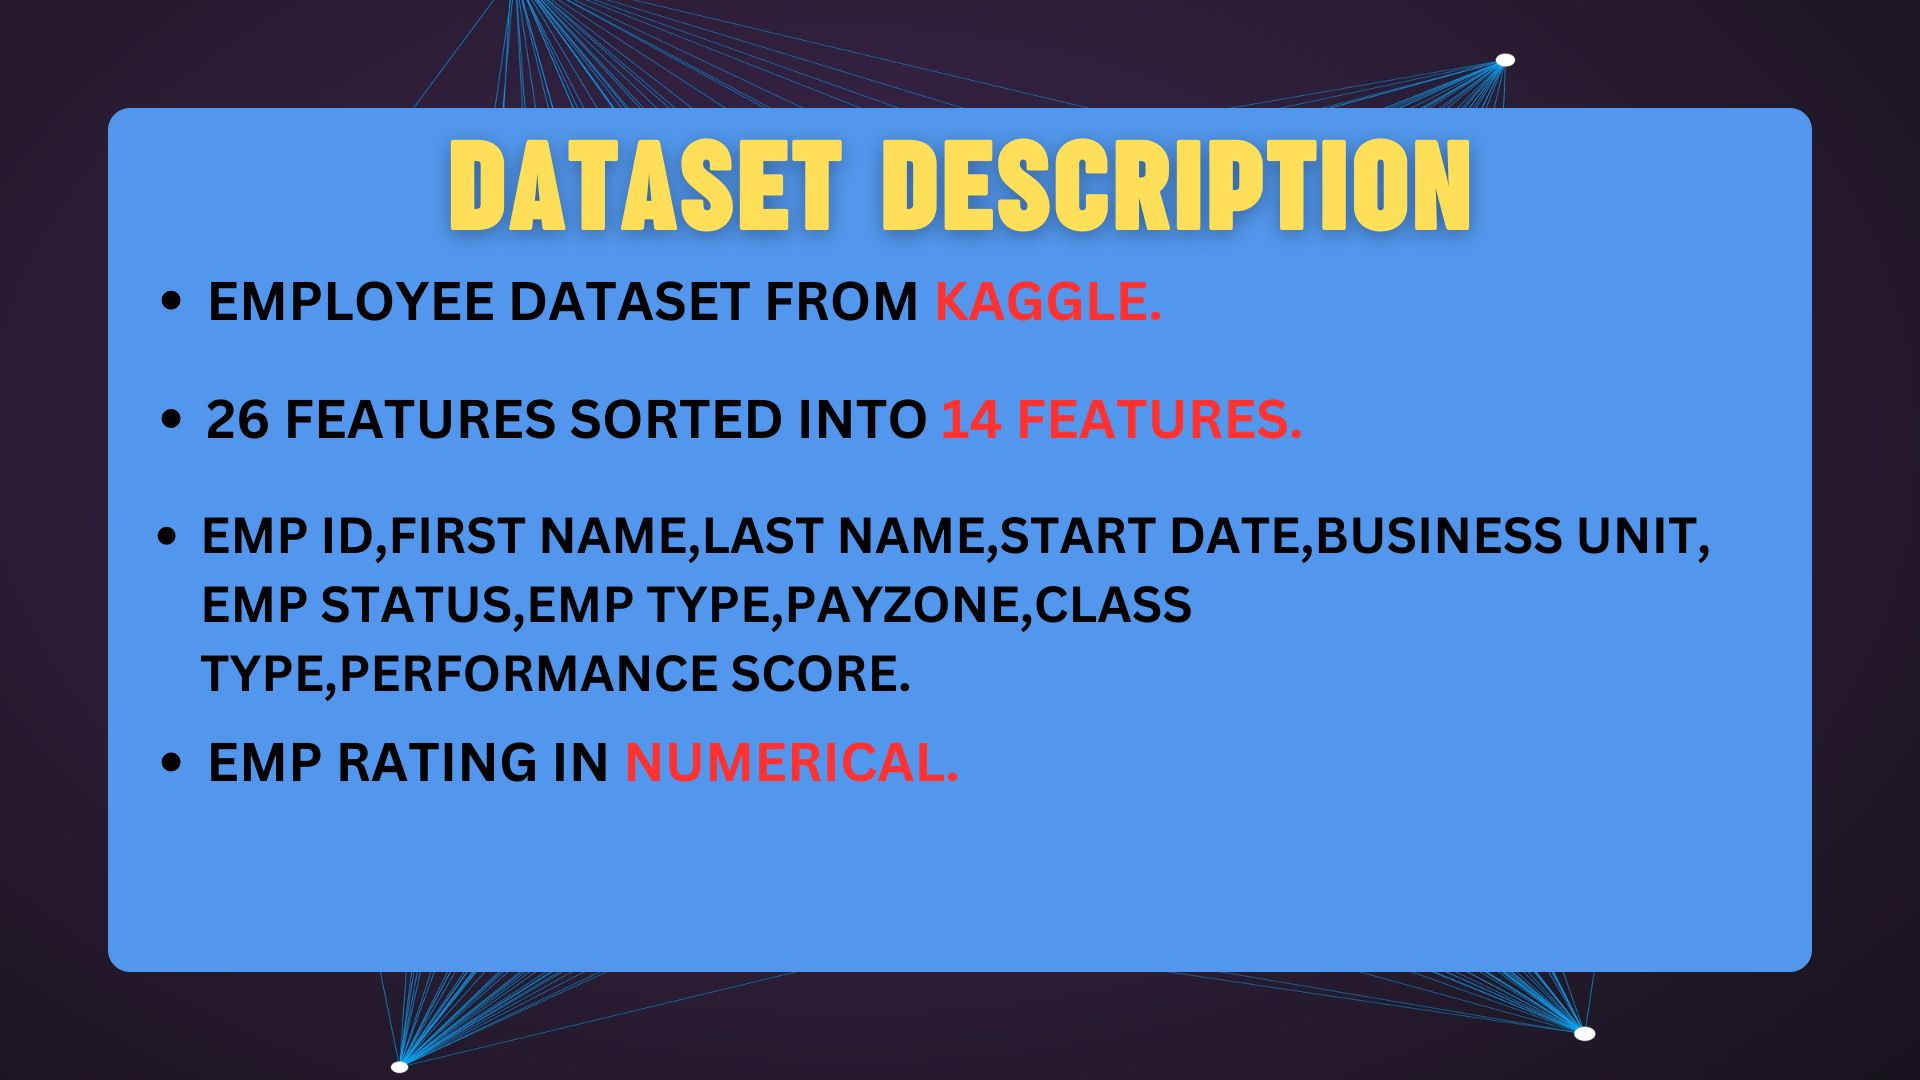 DATASET DESCRIPTION
• EMPLOYEE DATASET FROM KAGGLE.
• 26 FEATURES SORTED INTO 14 FEATURES.
• EMP ID,FIRST NAME,LAST NAME,START DATE,BUSINESS UNIT,
EMP STATUS,EMP TYPE,PAYZONE,CLASS
TYPE,PERFORMANCE SCORE.
• EMP RATING IN NUMERICAL.